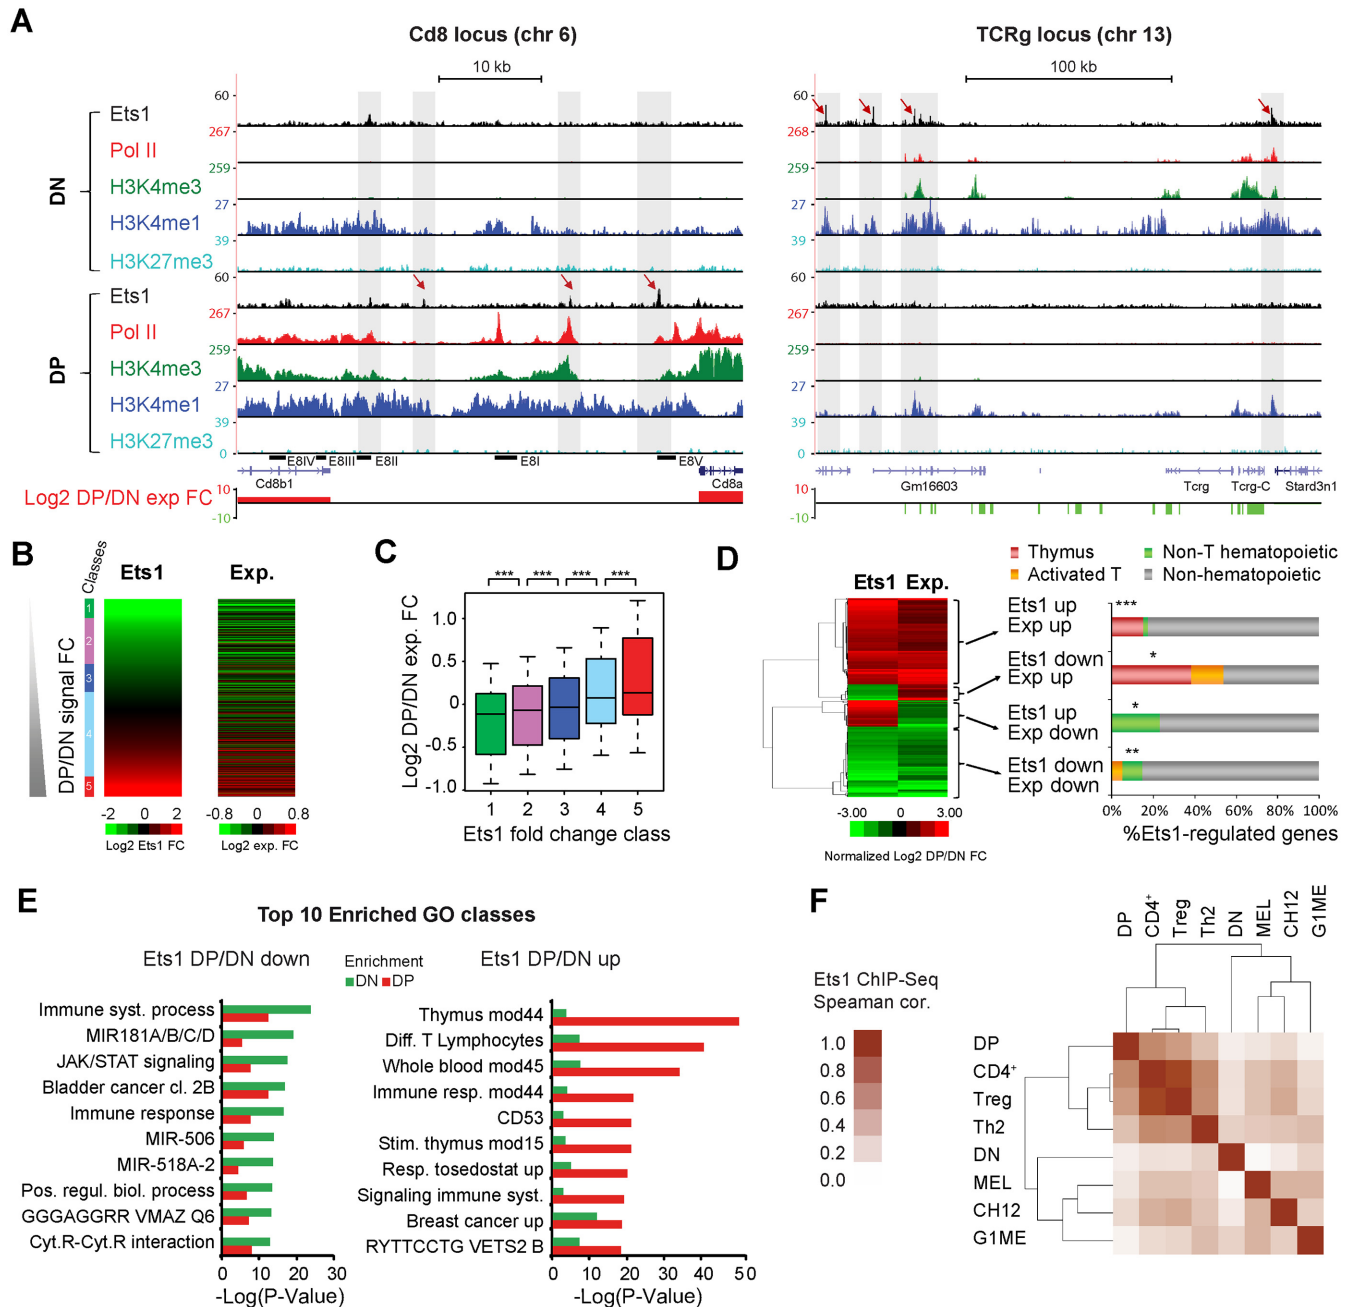 A
Cd8 locus (chr 6)
TCRg locus (chr 13)
10 kb
100 kb
DN
Ets1
60
60
Pol II
267
268
H3K4me3
259
259
H3K4me1
27
27
H3K27me3
39
39
DP
Ets1
60
60
Pol II
267
267
H3K4me3
259
259
H3K4me1
27
27
H3K27me3
39
39
0
0
E8IV
E8III
E8II
E8I
E8V
Cd8b1
Cd8a
Gm16603
Tcrg
Tcrg-C
Stard3n1
Log2 DP/DN exp FC
10
-10
10
-10
B
Classes
Ets1
Exp.
DP/DN signal FC
1
2
3
4
5
-2 0 2
Log2 Ets1 FC
-0.8 0 0.8
Log2 exp. FC
C
*** *** *** ***
Log2 DP/DN exp. FC
1.0
0.5
0
-0.5
-1.0
1 2 3 4 5
Ets1 fold change class
D
Thymus
Activated T
Non-T hematopoietic
Non-hematopoietic
Ets1 Exp.
Ets1 up
Exp up
***
Ets1 down
Exp up
*
Ets1 up
Exp down
*
Ets1 down
Exp down
**
-3.00 0 3.00
Normalized Log2 DP/DN FC
0% 20% 40% 60% 80% 100%
%Ets1-regulated genes
E
Top 10 Enriched GO classes
Ets1 DP/DN down
Enrichment
DN DP
Ets1 DP/DN up
Immune syst. process
MIR181A/B/C/D
JAK/STAT signaling
Bladder cancer cl. 2B
Immune response
MIR-506
MIR-518A-2
Pos. regul. biol. process
GGGAGGRR VMAZ Q6
Cyt.R-Cyt.R interaction
0 10 20 30
-Log(P-Value)
Thymus mod44
Diff. T Lymphocytes
Whole blood mod45
Immune resp. mod44
CD53
Stim. thymus mod15
Resp. tosedostat up
Signaling immune syst.
Breast cancer up
RYTTCCTG VETS2 B
0 10 20 30 40 50
-Log(P-Value)
F
DP
CD4+
Treg
Th2
DN
MEL
CH12
G1ME
Ets1 ChIP-Seq
Speaman cor.
1.0
0.8
0.6
0.4
0.2
0.0
DP
CD4+
Treg
Th2
DN
MEL
CH12
G1ME